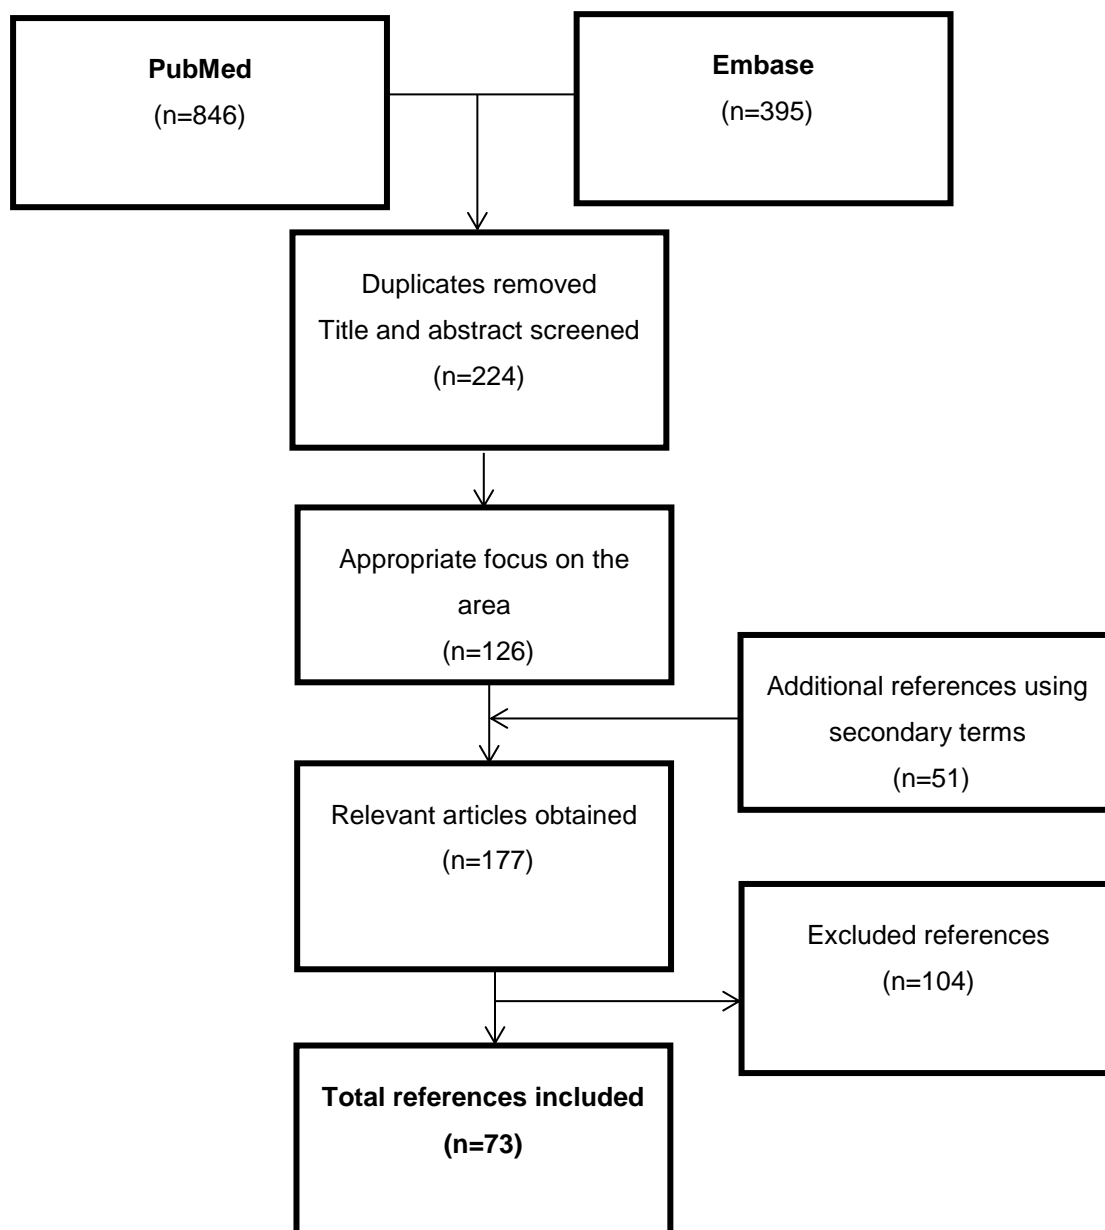 PubMed
(n=846)
Embase
(n=395)
Duplicates removed
Title and abstract screened
(n=224)
Appropriate focus on the
area
(n=126)
Additional references using
secondary terms
(n=51)
Relevant articles obtained
(n=177)
Excluded references
(n=104)
Total references included
(n=73)